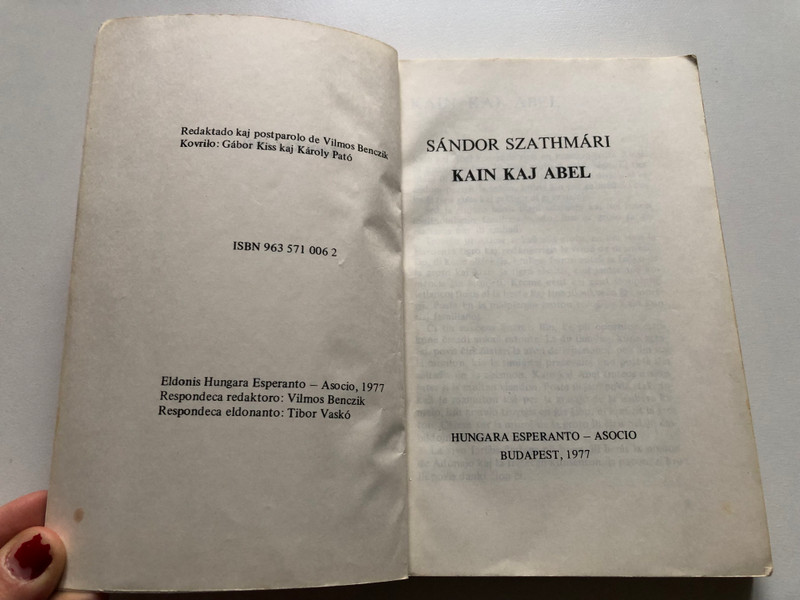 Redaktado kaj postparolo de Vilmos Benczik
Kovrilo: Gábor Kiss kaj Károly Pató
ISBN 963 571 006 2
Eldonis Hungara Esperanto – Asocio, 1977
Respondeca redaktoro: Vilmos Benczik
Respondeca eldonanto: Tibor Vaskó
SÁNDOR SZATHMÁRI
KAIN KAJ ABEL
HUNGARA ESPERANTO – ASOCIO
BUDAPEST, 1977